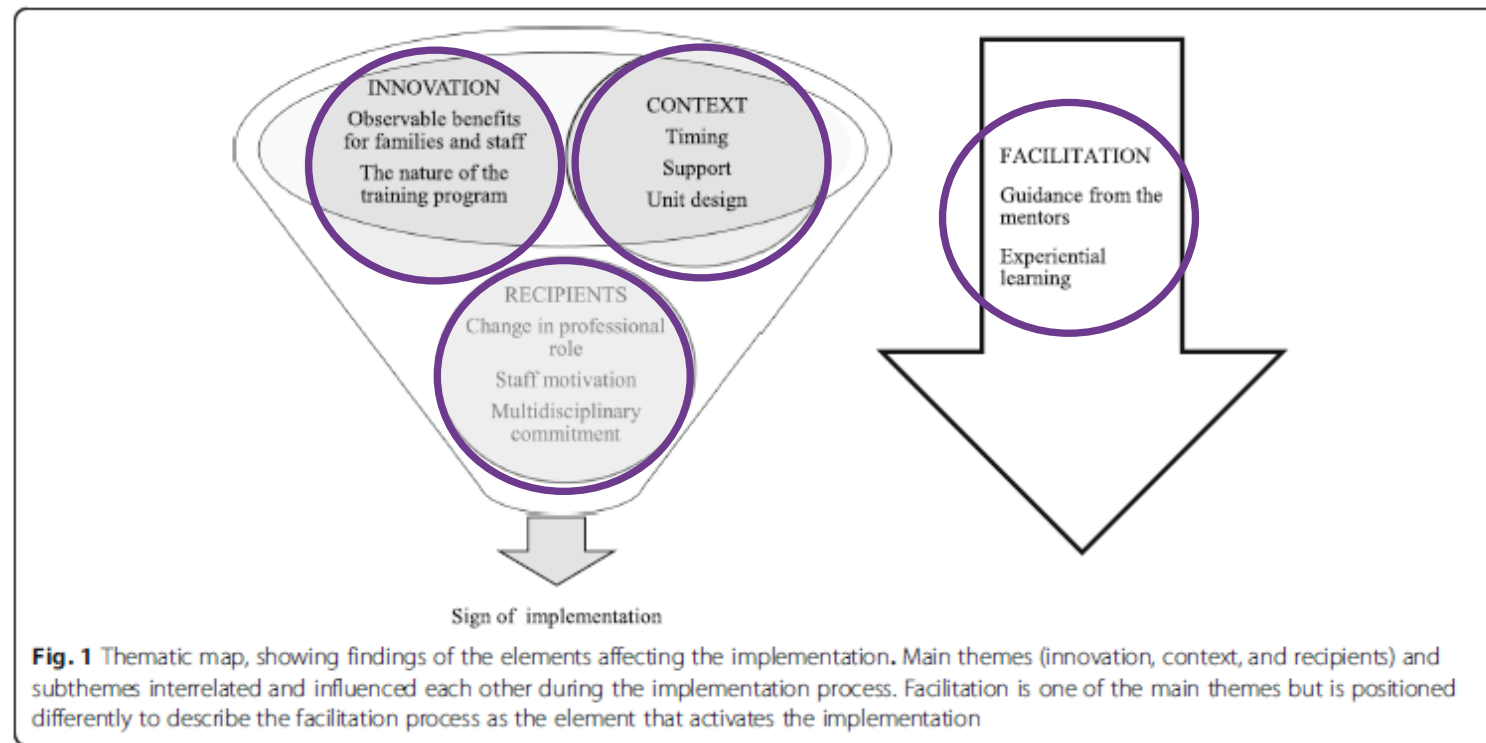 INNOVATION
Observable benefits
for families and staff
The nature of the
training program
CONTEXT
Timing
Support
Unit design
RECIPIENTS
Change in professional
role
Staff motivation
Multidisciplinary
commitment
FACILITATION
Guidance from the
mentors
Experiential
learning
Sign of implementation
Fig. 1 Thematic map, showing findings of the elements affecting the implementation. Main themes (innovation, context, and recipients) and
subthemes interrelated and influenced each other during the implementation process. Facilitation is one of the main themes but is positioned
differently to describe the facilitation process as the element that activates the implementation